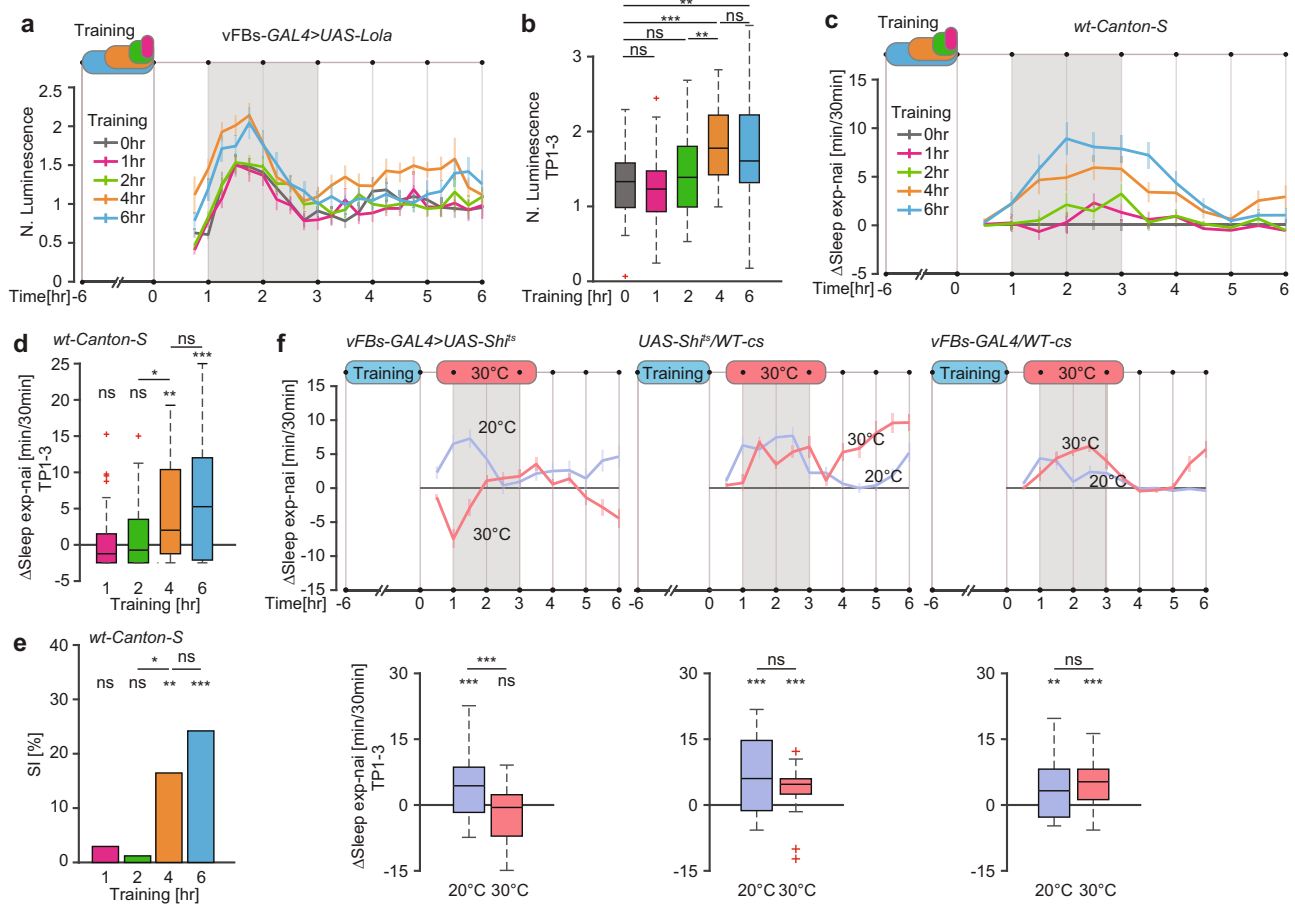 a
Training
vFBs-GAL4>UAS-Lola
N. Luminescence
2.5
2
1.5
1
0.5
0
Training
0hr
1hr
2hr
4hr
6hr
Time[hr]
-6 0 1 2 3 4 5 6
b
**
***
ns
ns
**
ns
N. Luminescence
TP1-3
3
2
1
0
Training [hr]
0 1 2 4 6
c
Training
wt-Canton-S
ΔSleep exp-nai [min/30min]
15
10
5
0
-5
0hr
1hr
2hr
4hr
6hr
Training
Time[hr]
-6 0 1 2 3 4 5 6
d
wt-Canton-S
ΔSleep exp-nai [min/30min]
TP1-3
25
20
15
10
5
0
-5
ns
***
*
ns ns
**
1 2 4 6
Training [hr]
e
wt-Canton-S
SI [%]
40
30
20
10
0
* ns
ns ns ** ***
1 2 4 6
Training [hr]
f
vFBs-GAL4>UAS-Shiᵗˢ
UAS-Shiᵗˢ/WT-cs
vFBs-GAL4/WT-cs
Training 30°C
Training 30°C
Training 30°C
ΔSleep exp-nai [min/30min]
15
10
5
0
-5
-10
-15
20°C
30°C
30°C
20°C
30°C
20°C
Time[hr]
-6 0 1 2 3 4 5 6
-6 0 1 2 3 4 5 6
-6 0 1 2 3 4 5 6
ΔSleep exp-nai [min/30min]
TP1-3
30
15
0
-15
***
*** ns
20°C 30°C
30
15
0
-15
ns
*** ***
20°C 30°C
30
15
0
-15
ns
** ***
20°C 30°C